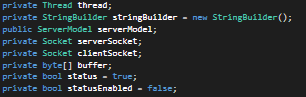 private Thread thread;
private StringBuilder stringBuilder = new StringBuilder();
public ServerModel serverModel;
private Socket serverSocket;
private Socket clientSocket;
private byte[] buffer;
private bool status = true;
private bool statusEnabled = false;